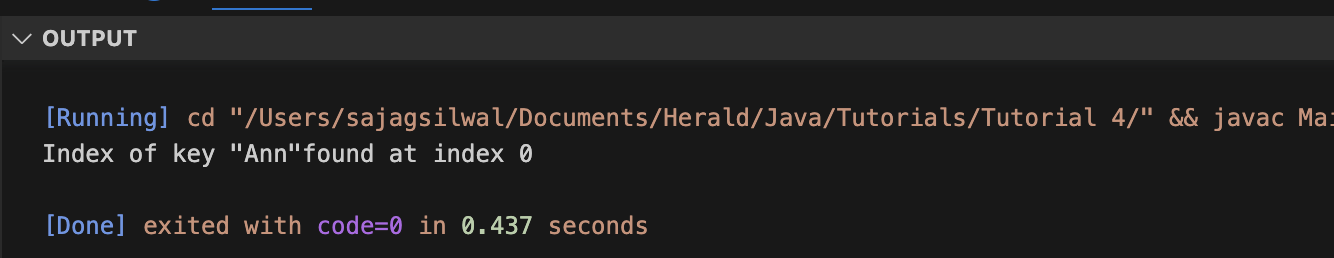 OUTPUT
[Running] cd "/Users/sajagsilwal/Documents/Herald/Java/Tutorials/Tutorial 4/" && javac Mai
Index of key "Ann"found at index 0
[Done] exited with code=0 in 0.437 seconds